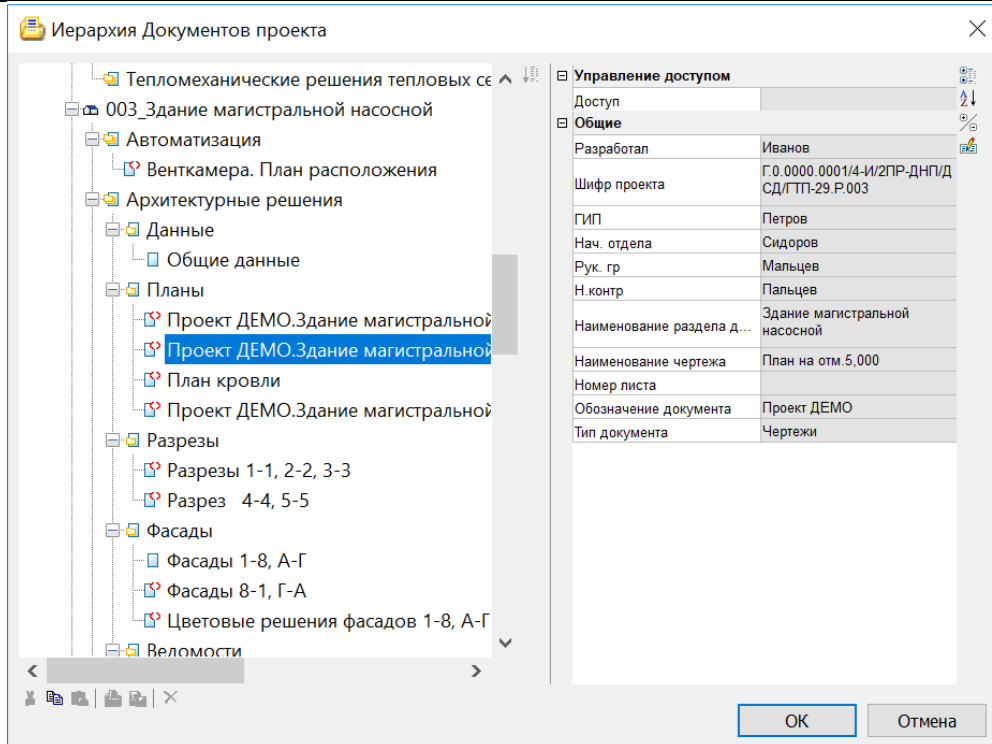 Иерархия Документов проекта
Тепломеханические решения тепловых се
003_Здание магистральной насосной
Автоматизация
Венткамера. План расположения
Архитектурные решения
Данные
Общие данные
Планы
Проект ДЕМО.Здание магистральной
Проект ДЕМО.Здание магистральной
План кровли
Проект ДЕМО.Здание магистральной
Разрезы
Разрезы 1-1, 2-2, 3-3
Разрез 4-4, 5-5
Фасады
Фасады 1-8, А-Г
Фасады 8-1, Г-А
Цветовые решения фасадов 1-8, А-Г
Ведомости
Управление доступом
Доступ
Общие
Разработал Иванов
Шифр проекта Г.0.0000.0001/4-И/2ПР-ДНП/Д
СД/ГТП-29.Р.003
ГИП Петров
Нач. отдела Сидоров
Рук. гр Мальцев
Н.контр Пальцев
Наименование раздела д... Здание магистральной
насосной
Наименование чертежа План на отм.5,000
Номер листа
Обозначение документа Проект ДЕМО
Тип документа Чертежи
ОК Отмена